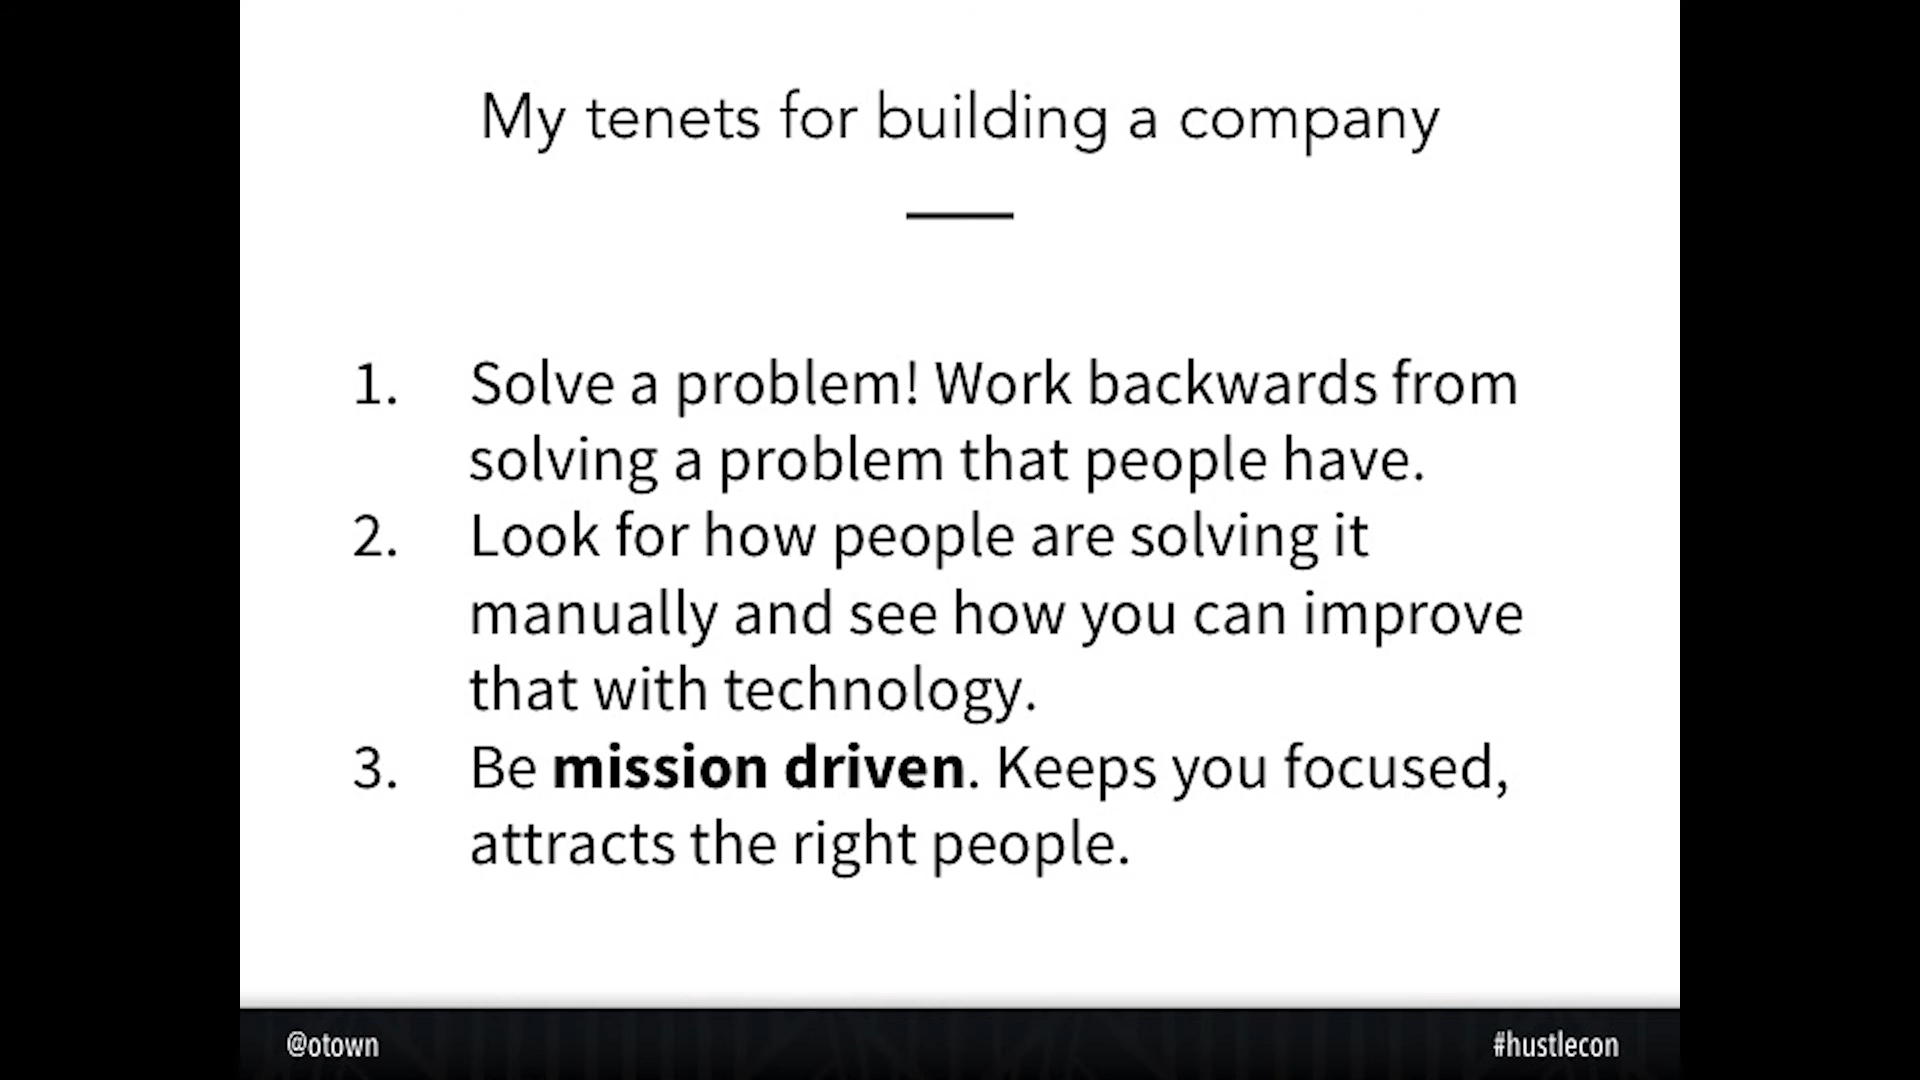 My tenets for building a company
1. Solve a problem! Work backwards from
solving a problem that people have.
2. Look for how people are solving it
manually and see how you can improve
that with technology.
3. Be mission driven. Keeps you focused,
attracts the right people.
@otown
#hustlecon